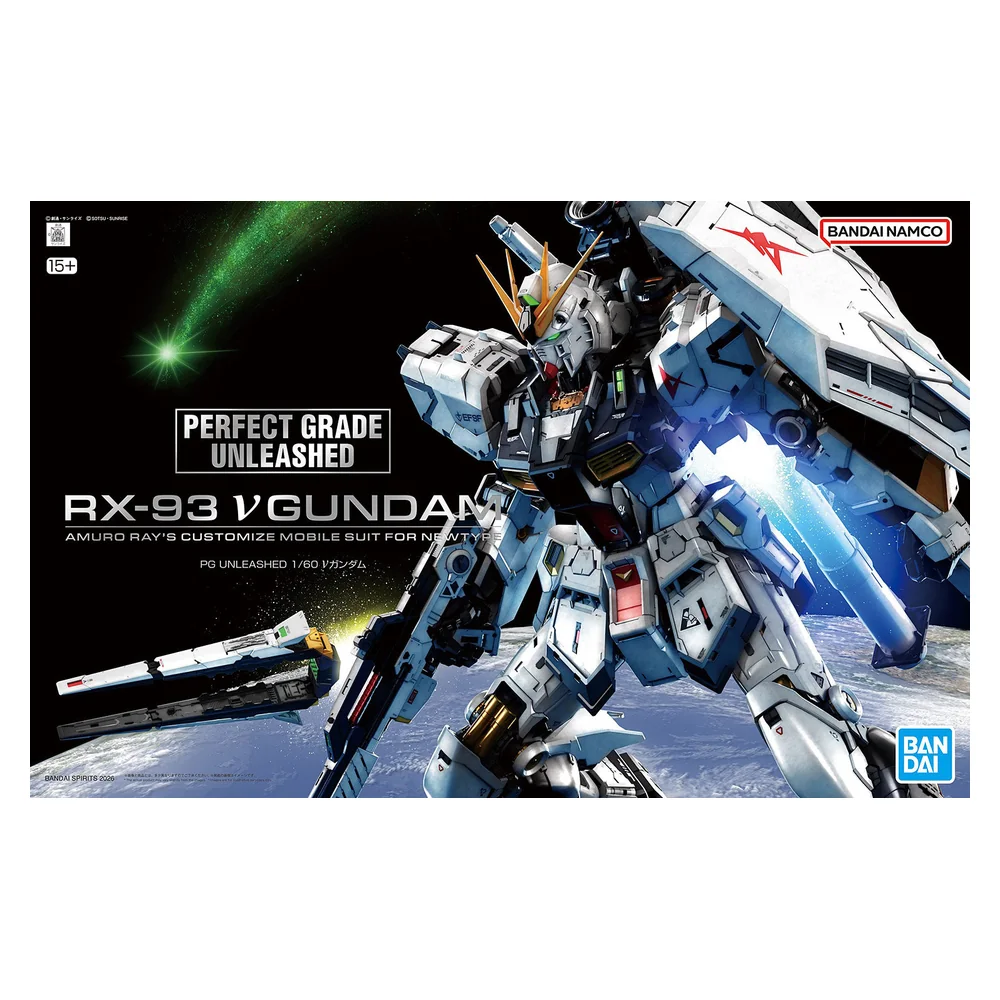 ©創通・サンライズ ©SOTSU・SUNRISE
15+
BANDAI NAMCO
PERFECT GRADE
UNLEASHED
EFSF
RX-93 νGUNDAM
AMURO RAY'S CUSTOMIZE MOBILE SUIT FOR NEWTYPE
PG UNLEASHED 1/60 νガンダム
BANDAI SPIRITS 2026
BAN
DAI